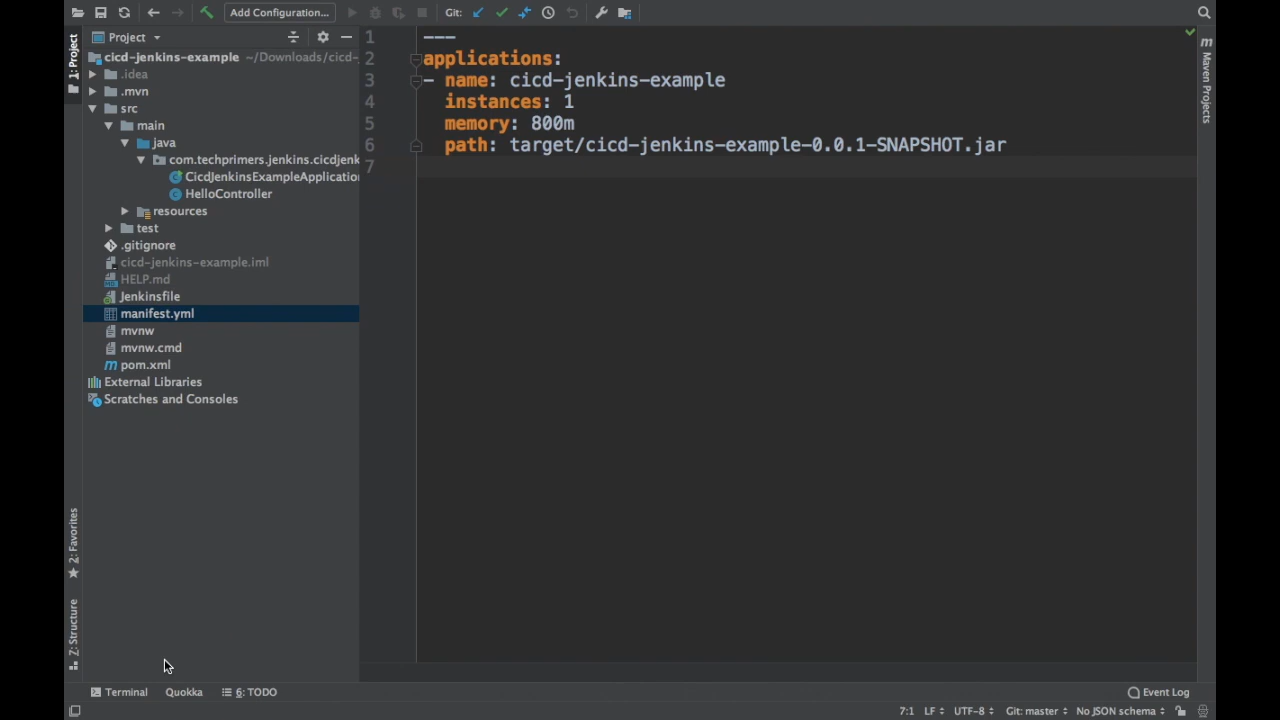 Add Configuration...
Git:
Project
cicd-jenkins-example ~/Downloads/cicd-
.idea
.mvn
src
main
java
com.techprimers.jenkins.cicdjenk
CicdJenkinsExampleApplication
HelloController
resources
test
.gitignore
cicd-jenkins-example.iml
HELP.md
Jenkinsfile
manifest.yml
mvnw
mvnw.cmd
pom.xml
External Libraries
Scratches and Consoles
1: Project
2: Favorites
7: Structure
1 ---
2 applications:
3 - name: cicd-jenkins-example
4 instances: 1
5 memory: 800m
6 path: target/cicd-jenkins-example-0.0.1-SNAPSHOT.jar
7
Maven Projects
Terminal
Quokka
6: TODO
Event Log
7:1 LF UTF-8 Git: master No JSON schema